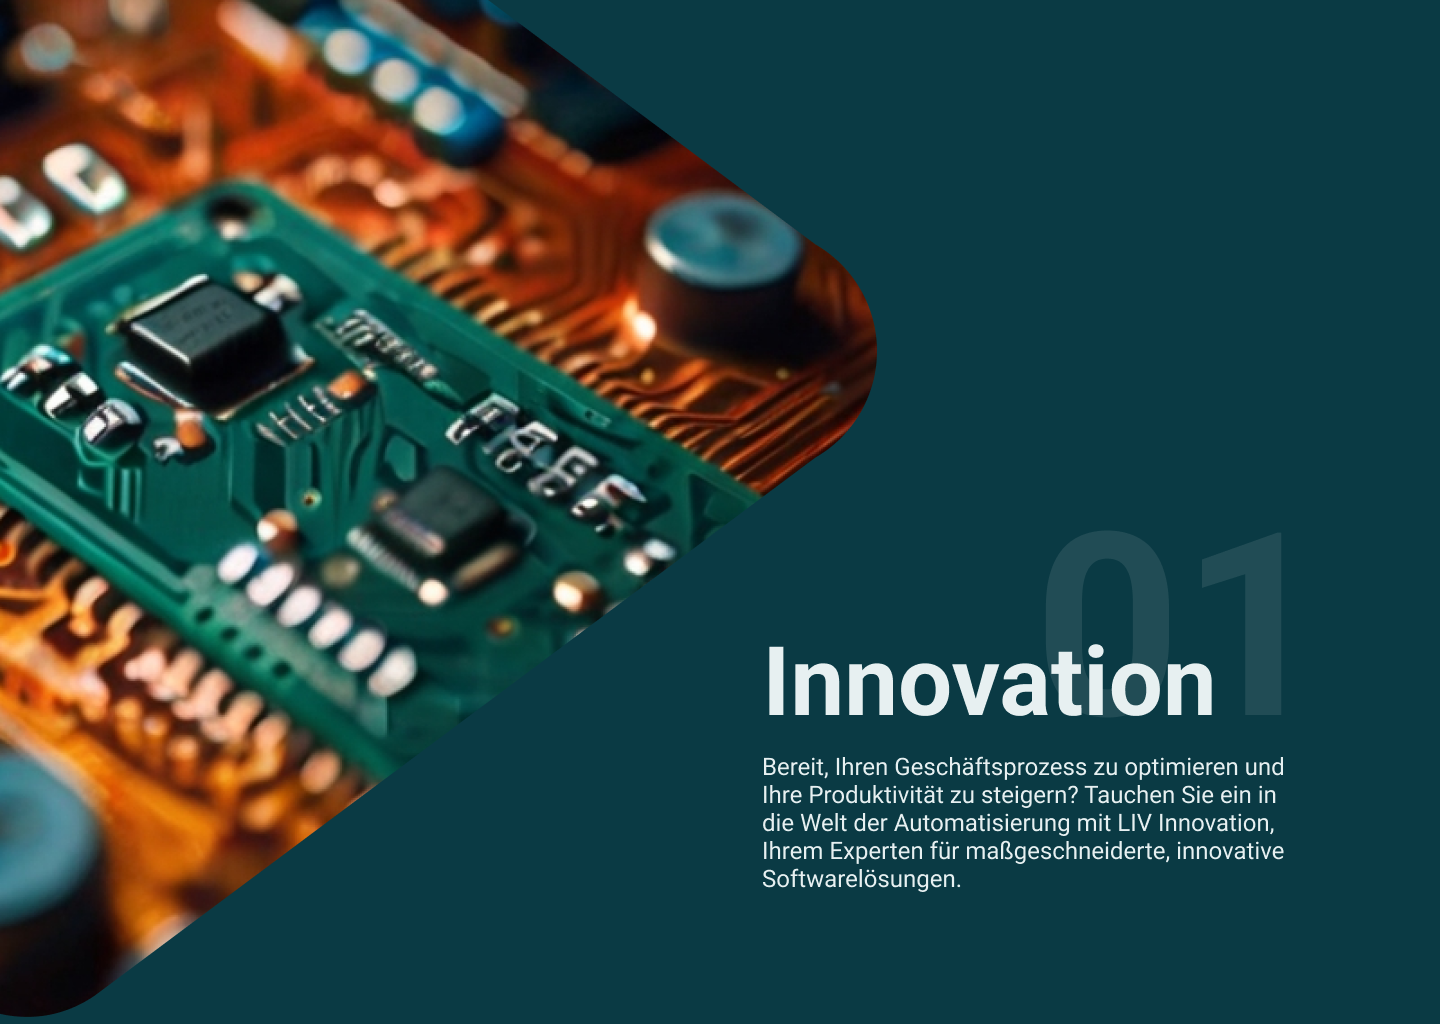 01
Innovation
Bereit, Ihren Geschäftsprozess zu optimieren und
Ihre Produktivität zu steigern? Tauchen Sie ein in
die Welt der Automatisierung mit LIV Innovation,
Ihrem Experten für maßgeschneiderte, innovative
Softwarelösungen.